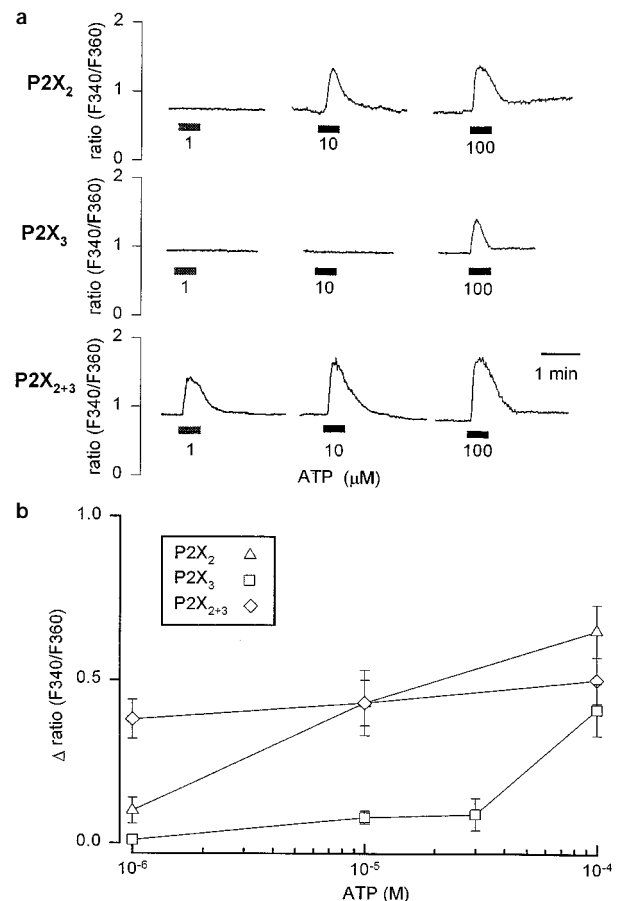 a
P2X2
ratio (F340/F360)
2
1
0
1
10
100
P2X3
ratio (F340/F360)
2
1
0
1
10
100
P2X2+3
ratio (F340/F360)
2
1
0
1
10
100
1 min
ATP (μM)
b
Δ ratio (F340/F360)
1.0
0.5
0.0
P2X2
P2X3
P2X2+3
10-6
10-5
10-4
ATP (M)